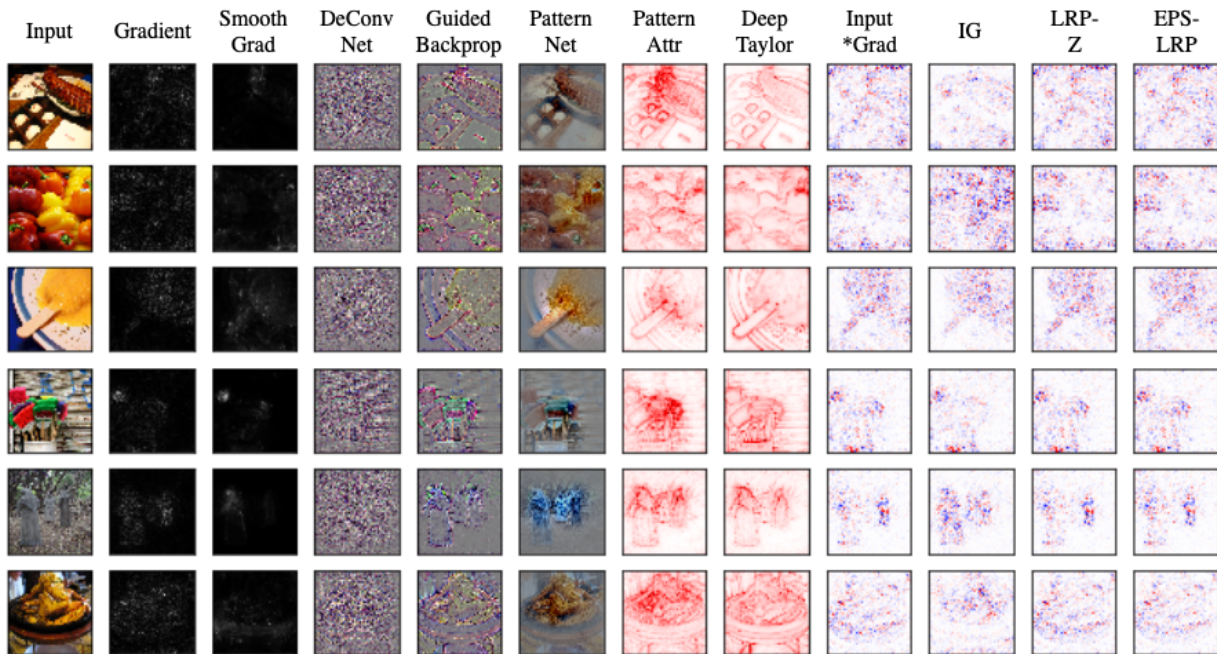 Input
Gradient
Smooth
Grad
DeConv
Net
Guided
Backprop
Pattern
Net
Pattern
Attr
Deep
Taylor
Input
*Grad
IG
LRP-
Z
EPS-
LRP